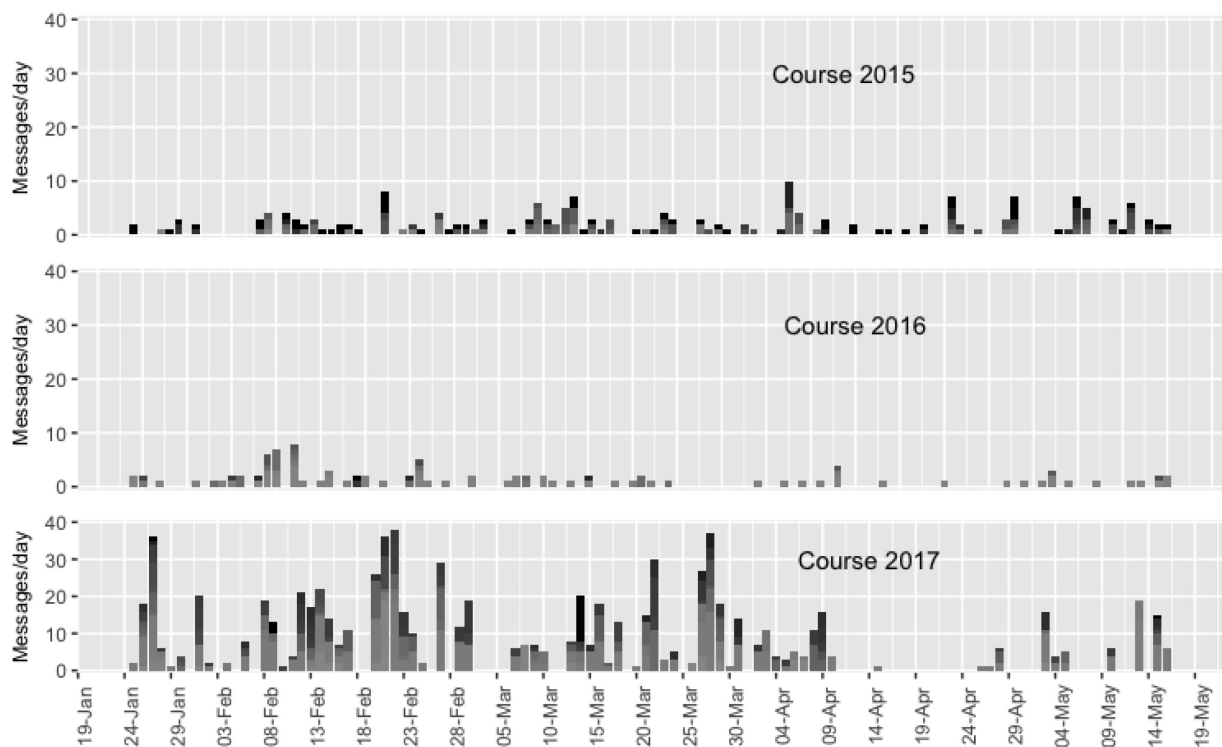 40
30
20
10
0
Messages/day
Course 2015
40
30
20
10
0
Messages/day
Course 2016
40
30
20
10
0
Messages/day
Course 2017
19-Jan
24-Jan
29-Jan
03-Feb
08-Feb
13-Feb
18-Feb
23-Feb
28-Feb
05-Mar
10-Mar
15-Mar
20-Mar
25-Mar
30-Mar
04-Apr
09-Apr
14-Apr
19-Apr
24-Apr
29-Apr
04-May
09-May
14-May
19-May